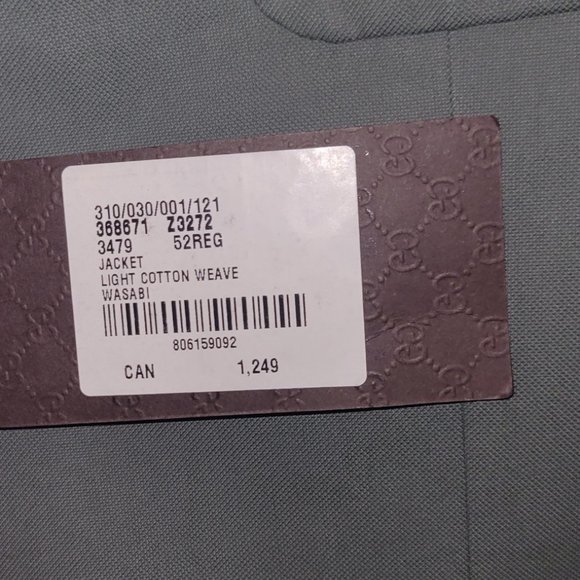 310/030/001/121
368671 Z3272
3479 52REG
JACKET
LIGHT COTTON WEAVE
WASABI
806159092
CAN 1,249